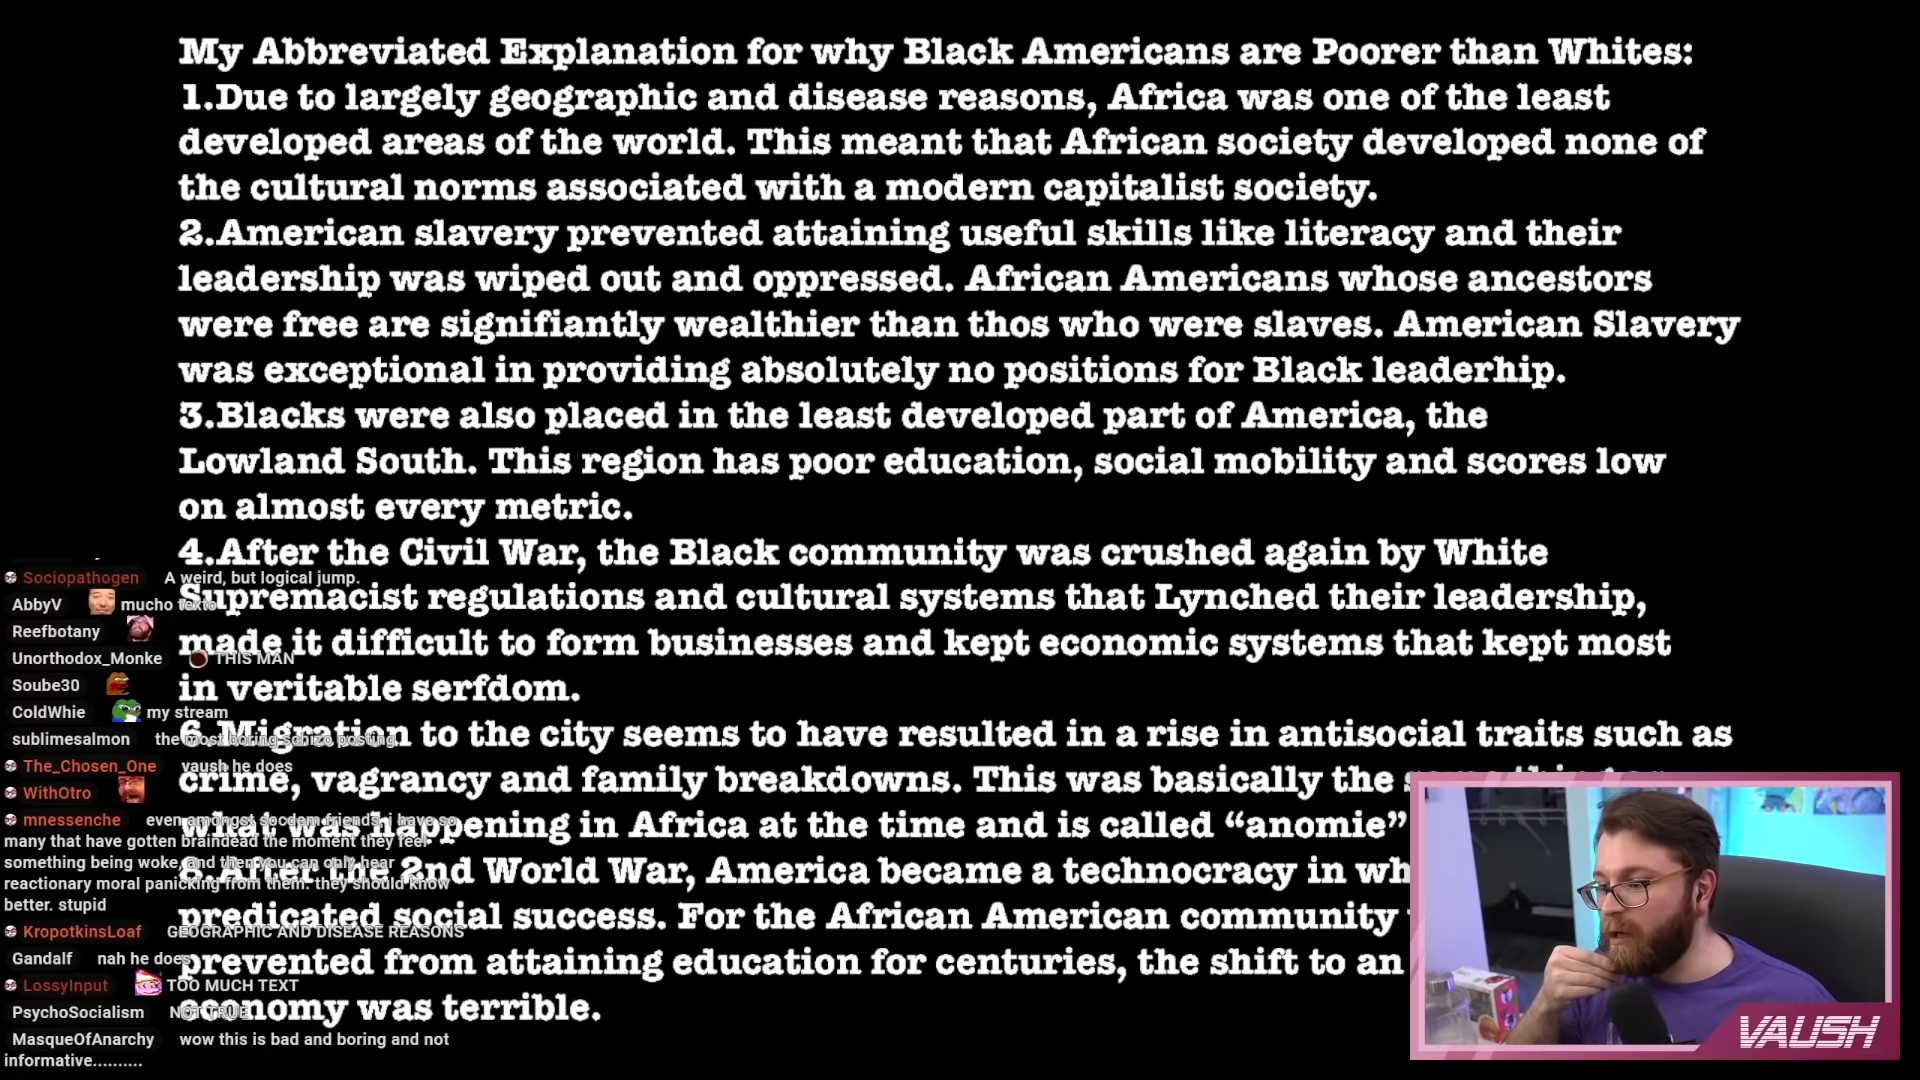 My Abbreviated Explanation for why Black Americans are Poorer than Whites:
1.Due to largely geographic and disease reasons, Africa was one of the least
developed areas of the world. This meant that African society developed none of
the cultural norms associated with a modern capitalist society.
2.American slavery prevented attaining useful skills like literacy and their
leadership was wiped out and oppressed. African Americans whose ancestors
were free are signifiantly wealthier than thos who were slaves. American Slavery
was exceptional in providing absolutely no positions for Black leaderhip.
3.Blacks were also placed in the least developed part of America, the
Lowland South. This region has poor education, social mobility and scores low
on almost every metric.
4.After the Civil War, the Black community was crushed again by White
Supremacist regulations and cultural systems that Lynched their leadership,
made it difficult to form businesses and kept economic systems that kept most
in veritable serfdom.
6.Migration to the city seems to have resulted in a rise in antisocial traits such as
crime, vagrancy and family breakdowns. This was basically the
what was happening in Africa at the time and is called “anomie”
8.After the 2nd World War, America became a technocracy in wh
predicated social success. For the African American community
prevented from attaining education for centuries, the shift to an
economy was terrible.
Sociopathogen A weird, but logical jump.
AbbyV mucho texto
Reefbotany
Unorthodox_Monke THIS MAN
Soube30
ColdWhie my stream
sublimesalmon the most boring schizo posting
The_Chosen_One vaush he does
WithOtro
mnessenche even amongst socdem friends, i have so
many that have gotten braindead the moment they feel
something being woke, and then you can only hear
reactionary moral panicking from them. they should know
better. stupid
KropotkinsLoaf GEOGRAPHIC AND DISEASE REASONS
Gandalf nah he does
LossyInput TOO MUCH TEXT
PsychoSocialism NOT TRUE
MasqueOfAnarchy wow this is bad and boring and not
informative..........
VAUSH